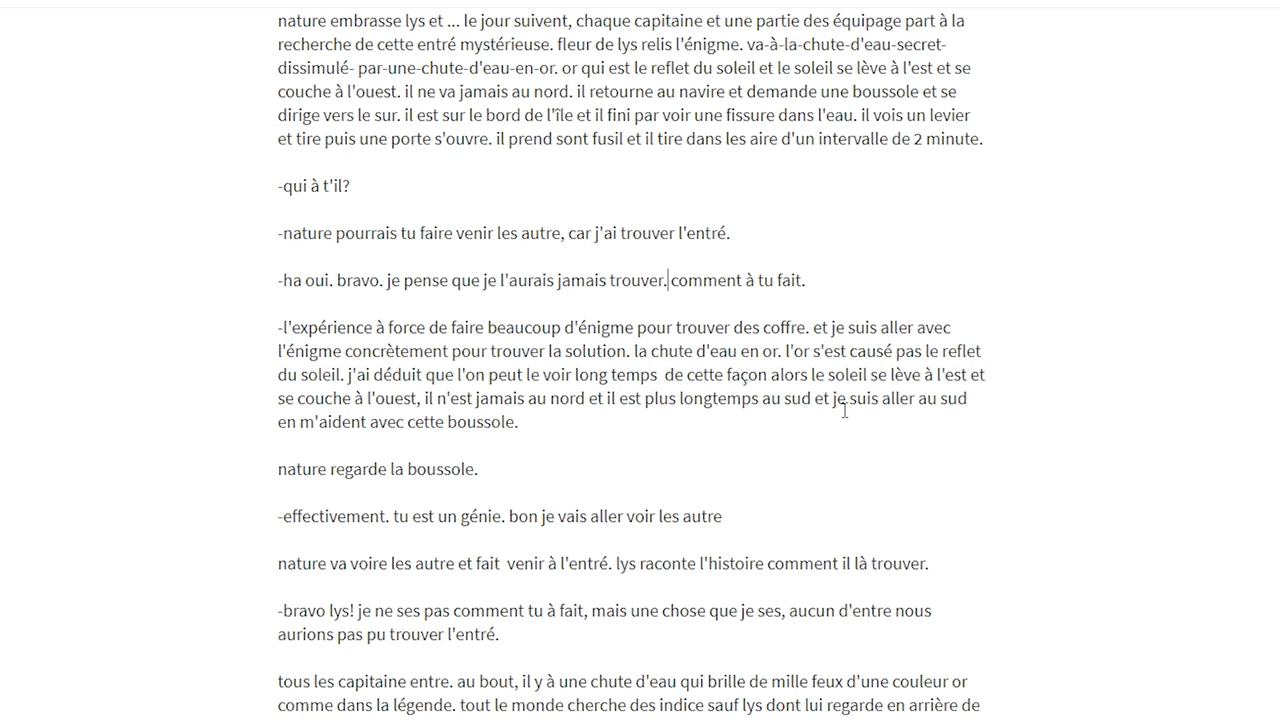 nature embrasse lys et ... le jour suivent, chaque capitaine et une partie des équipage part à la
recherche de cette entré mystérieuse. fleur de lys relis l'énigme. va-à-la-chute-d'eau-secret-
dissimulé- par-une-chute-d'eau-en-or. or qui est le reflet du soleil et le soleil se lève à l'est et se
couche à l'ouest. il ne va jamais au nord. il retourne au navire et demande une boussole et se
dirige vers le sur. il est sur le bord de l'île et il fini par voir une fissure dans l'eau. il vois un levier
et tire puis une porte s'ouvre. il prend sont fusil et il tire dans les aire d'un intervalle de 2 minute.
-qui à t'il?
-nature pourrais tu faire venir les autre, car j'ai trouver l'entré.
-ha oui. bravo. je pense que je l'aurais jamais trouver. comment à tu fait.
-l'expérience à force de faire beaucoup d'énigme pour trouver des coffre. et je suis aller avec
l'énigme concrètement pour trouver la solution. la chute d'eau en or. l'or s'est causé pas le reflet
du soleil. j'ai déduit que l'on peut le voir long temps  de cette façon alors le soleil se lève à l'est et
se couche à l'ouest, il n'est jamais au nord et il est plus longtemps au sud et je suis aller au sud
en m'aident avec cette boussole.
nature regarde la boussole.
-effectivement. tu est un génie. bon je vais aller voir les autre
nature va voire les autre et fait  venir à l'entré. lys raconte l'histoire comment il là trouver.
-bravo lys! je ne ses pas comment tu à fait, mais une chose que je ses, aucun d'entre nous
aurions pas pu trouver l'entré.
tous les capitaine entre. au bout, il y à une chute d'eau qui brille de mille feux d'une couleur or
comme dans la légende. tout le monde cherche des indice sauf lys dont lui regarde en arrière de